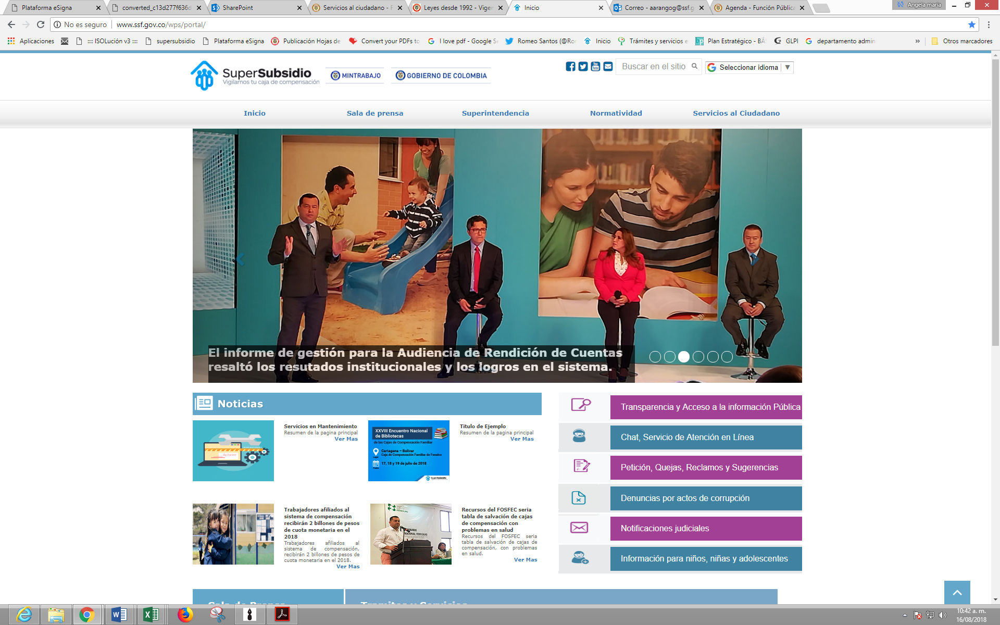 Plataforma eSigna
converted_c13d277f636d
SharePoint
Servicios al ciudadano - F
Leyes desde 1992 - Vigen
Inicio
Correo - aarangog@ssf.g
Agenda - Función Pública
Angela maria
No es seguro
www.ssf.gov.co/wps/portal/
Aplicaciones
:::: ISOLución v3 ::::
supersubsidio
Plataforma eSigna
Publicación Hojas de
Convert your PDFs to
I love pdf - Google Se
Romeo Santos (@Ron
Inicio
Trámites y servicios e
Plan Estratégico - BÁS
GLPI
departamento admin
»
Otros marcadores
SuperSubsidio
Vigilamos tu caja de compensación
MINTRABAJO
GOBIERNO DE COLOMBIA
Buscar en el sitio
Seleccionar idioma
Inicio
Sala de prensa
Superintendencia
Normatividad
Servicios al Ciudadano
El informe de gestión para la Audiencia de Rendición de Cuentas
resaltó los resutados institucionales y los logros en el sistema.
Noticias
Servicios en Mantenimiento
Resumen de la pagina principal
Ver Mas
XXVIII Encuentro Nacional
de Bibliotecas
de las Cajas de Compensación Familiar
Cartagena – Bolívar
Caja de Compensación Familiar de Fenalco
17, 18 y 19 de julio de 2018
SuperSubsidio
Titulo de Ejemplo
Resumen de la pagina principal
Ver Mas
Trabajadores afiliados al
sistema de compensación
recibirán 2 billones de pesos
de cuota monetaria en el
2018
Trabajadores afiliados al
sistema de compensación,
recibirán 2 billones de pesos de
cuota monetaria en el 2018.
Ver Mas
Recursos del FOSFEC seria
tabla de salvación de cajas
de compensación con
problemas en salud
Recursos del FOSFEC seria
tabla de salvación de cajas de
compensación, con problemas
en salud.
Ver Mas
Transparencia y Acceso a la información Pública
Chat, Servicio de Atención en Línea
Petición, Quejas, Reclamos y Sugerencias
Denuncias por actos de corrupción
Notificaciones judiciales
Información para niños, niñas y adolescentes
Sala de Prensa
Tramites y Servicios
10:42 a. m.
16/08/2018